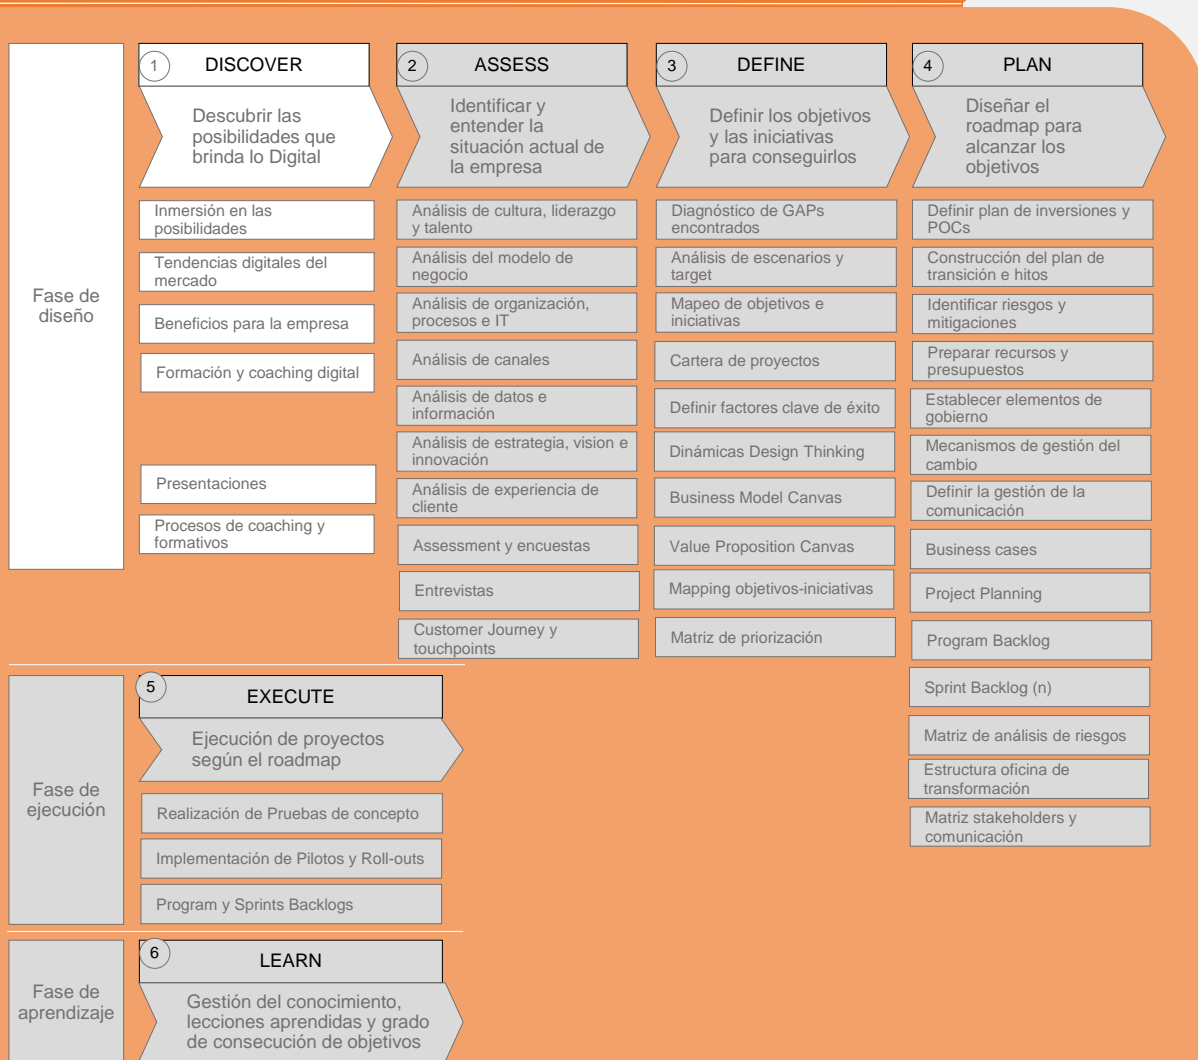 Fase de
diseño
1
DISCOVER
Descubrir las
posibilidades que
brinda lo Digital
Inmersión en las
posibilidades
Tendencias digitales del
mercado
Beneficios para la empresa
Formación y coaching digital
Presentaciones
Procesos de coaching y
formativos
2
ASSESS
Identificar y
entender la
situación actual de
la empresa
Análisis de cultura, liderazgo
y talento
Análisis del modelo de
negocio
Análisis de organización,
procesos e IT
Análisis de canales
Análisis de datos e
información
Análisis de estrategia, vision e
innovación
Análisis de experiencia de
cliente
Assessment y encuestas
Entrevistas
Customer Journey y
touchpoints
3
DEFINE
Definir los objetivos
y las iniciativas
para conseguirlos
Diagnóstico de GAPs
encontrados
Análisis de escenarios y
target
Mapeo de objetivos e
iniciativas
Cartera de proyectos
Definir factores clave de éxito
Dinámicas Design Thinking
Business Model Canvas
Value Proposition Canvas
Mapping objetivos-iniciativas
Matriz de priorización
4
PLAN
Diseñar el
roadmap para
alcanzar los
objetivos
Definir plan de inversiones y
POCs
Construcción del plan de
transición e hitos
Identificar riesgos y
mitigaciones
Preparar recursos y
presupuestos
Establecer elementos de
gobierno
Mecanismos de gestión del
cambio
Definir la gestión de la
comunicación
Business cases
Project Planning
Program Backlog
Sprint Backlog (n)
Matriz de análisis de riesgos
Estructura oficina de
transformación
Matriz stakeholders y
comunicación
Fase de
ejecución
5
EXECUTE
Ejecución de proyectos
según el roadmap
Realización de Pruebas de concepto
Implementación de Pilotos y Roll-outs
Program y Sprints Backlogs
Fase de
aprendizaje
6
LEARN
Gestión del conocimiento,
lecciones aprendidas y grado
de consecución de objetivos